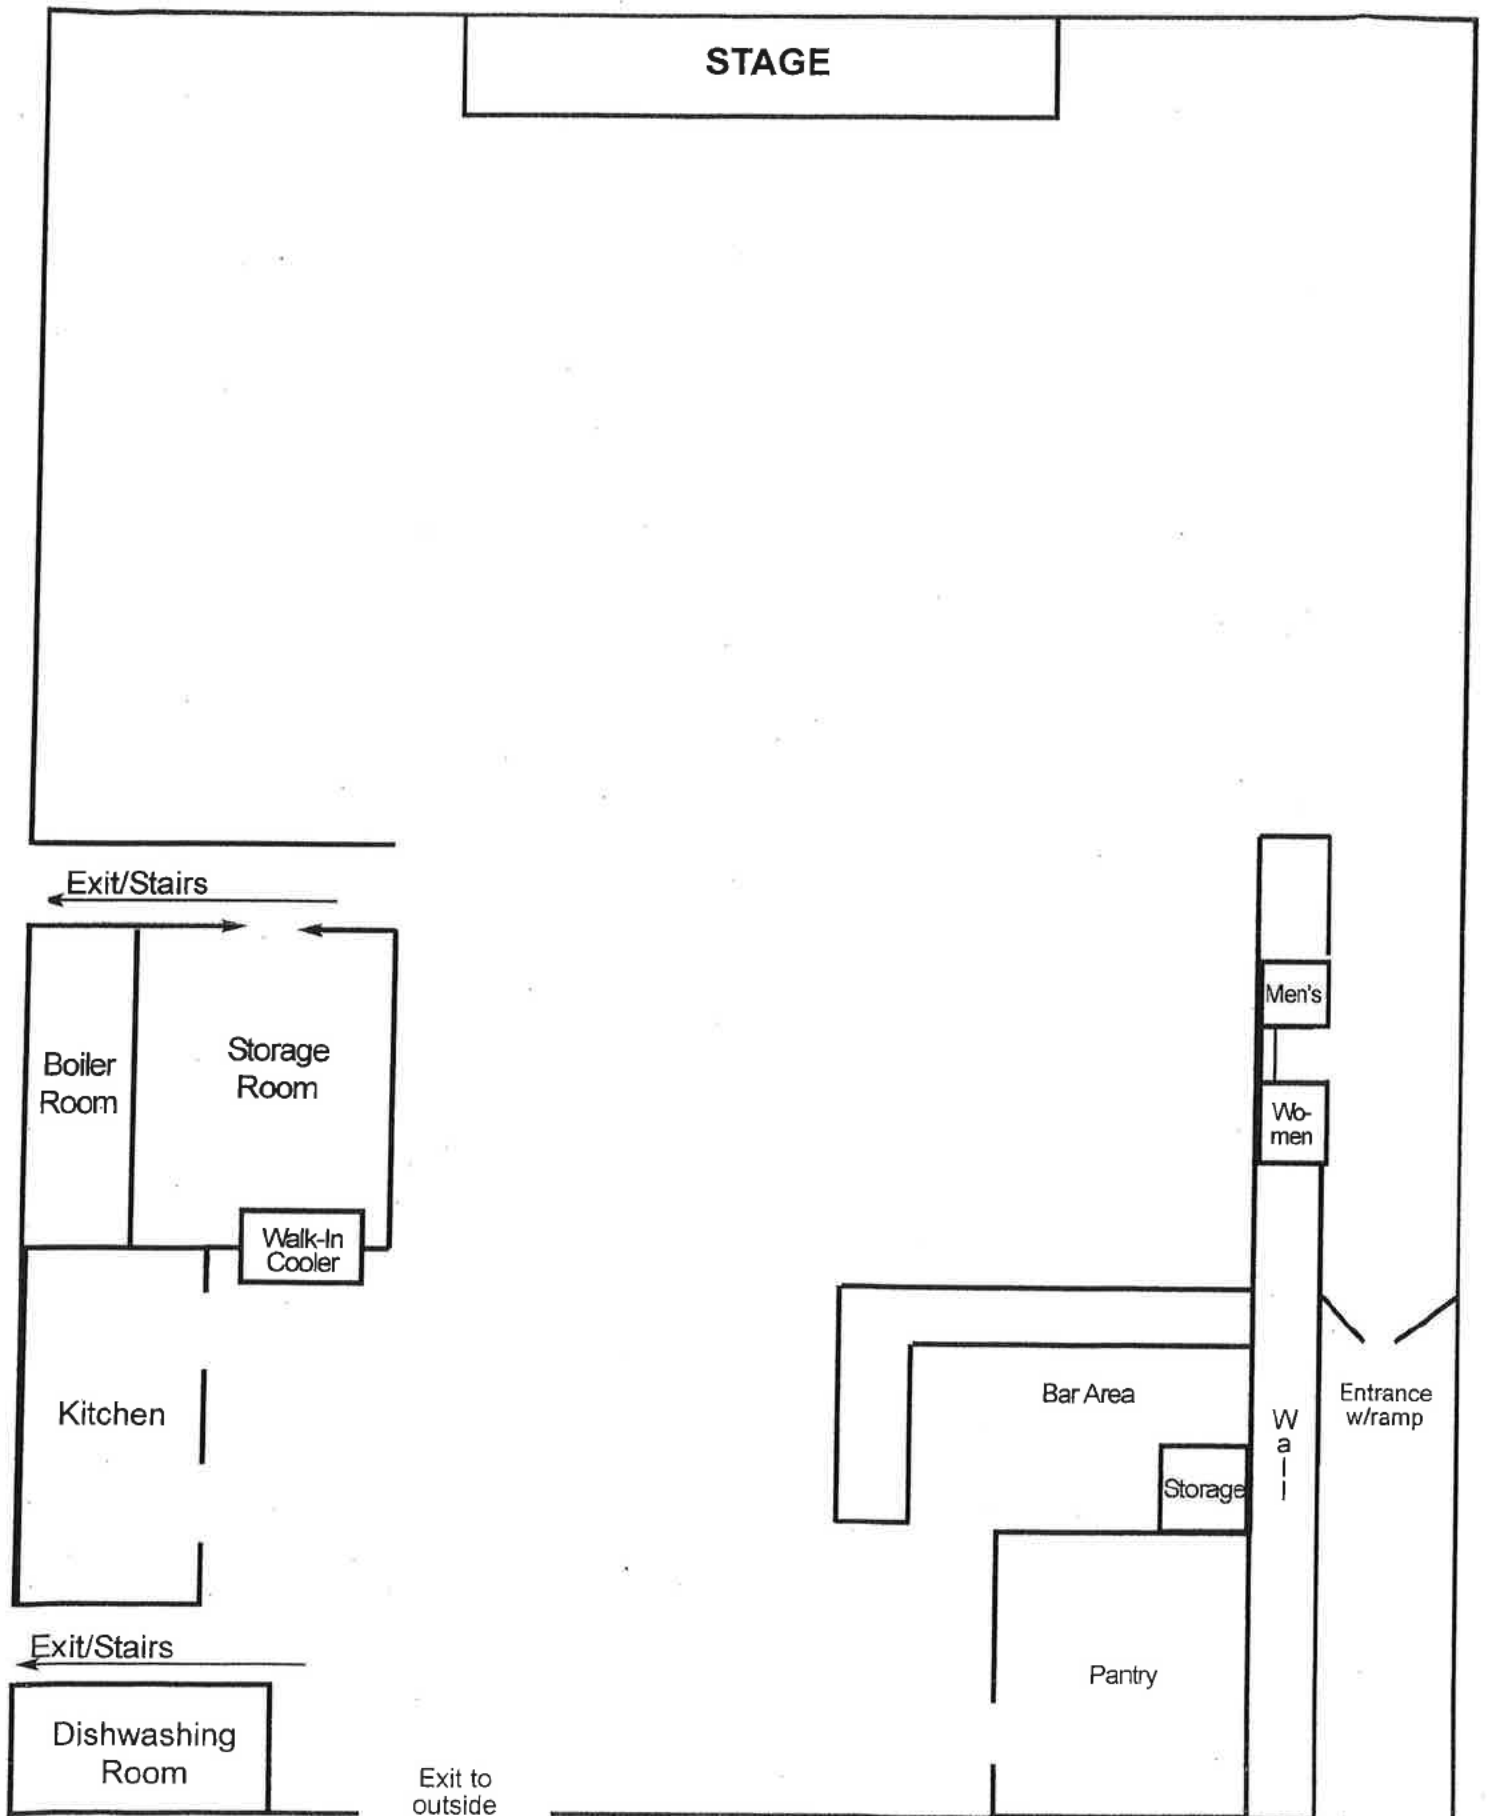 STAGE
Exit/Stairs
Men's
Boiler
Room
Storage
Room
Wo-
men
Walk-In
Cooler
Kitchen
Bar Area
Entrance
w/ramp
W
a
l
l
Storage
Exit/Stairs
Pantry
Dishwashing
Room
Exit to
outside